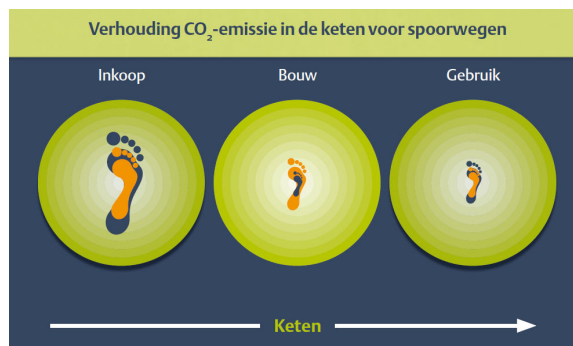 Verhouding CO₂-emissie in de keten voor spoorwegen
Inkoop Bouw Gebruik
Keten